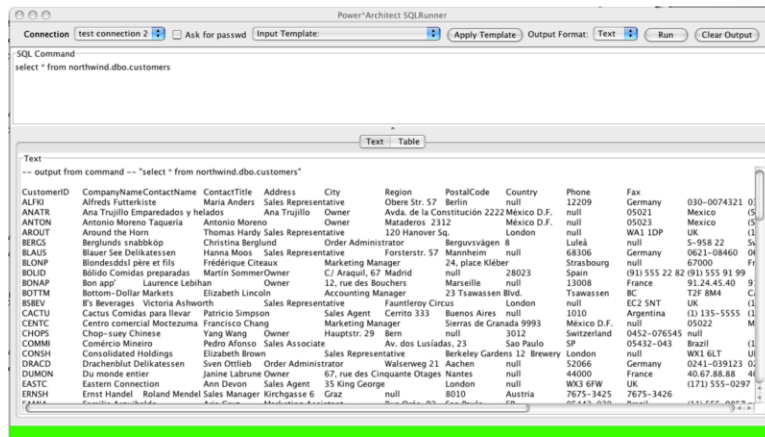 Power*Architect SQLRunner
Connection test connection 2 Ask for passwd Input Template: Apply Template Output Format: Text Run Clear Output
SQL Command
select * from northwind.dbo.customers
Text Table
Text
-- output from command -- "select * from northwind.dbo.customers"
CustomerID CompanyNameContactName ContactTitle Address City Region PostalCode Country Phone Fax
ALFKI Alfreds Futterkiste Maria Anders Sales Representative Obere Str. 57 Berlin null 12209 Germany 030-0074321
ANATR Ana Trujillo Emparedados y helados Ana Trujillo Owner Avda. de la Constitución 2222 México D.F. null 05021 Mexico
ANTON Antonio Moreno Taquería Antonio Moreno Owner Mataderos 2312 México D.F. null 05023 Mexico
AROUT Around the Horn Thomas Hardy Sales Representative 120 Hanover Sq. London null WA1 1DP UK
BERGS Berglunds snabbköp Christina Berglund Order Administrator Berguvsvägen 8 Luleå null S-958 22
BLAUS Blauer See Delikatessen Hanna Moos Sales Representative Forsterstr. 57 Mannheim null 68306 Germany 0621-08460
BLONP Blondesddsl père et fils Frédérique Citeaux Marketing Manager 24, place Kléber Strasbourg null 67000
BOLID Bólido Comidas preparadas Martín SommerOwner C/ Araquil, 67 Madrid null 28023 Spain (91) 555 22 82 (91) 555 91 99
BONAP Bon app' Laurence Lebihan Owner 12, rue des Bouchers Marseille null 13008 France 91.24.45.40
BOTTM Bottom-Dollar Markets Elizabeth Lincoln Accounting Manager 23 Tsawassen Blvd. Tsawassen BC T2F 8M4
BSBEV B's Beverages Victoria Ashworth Sales Representative Fauntleroy Circus London null EC2 5NT UK
CACTU Cactus Comidas para llevar Patricio Simpson Sales Agent Cerrito 333 Buenos Aires null 1010 Argentina (1) 135-5555
CENTC Centro comercial Moctezuma Francisco Chang Marketing Manager Sierras de Granada 9993 México D.F. null 05022
CHOPS Chop-suey Chinese Yang Wang Owner Hauptstr. 29 Bern null 3012 Switzerland 0452-076545 null
COMMI Comércio Mineiro Pedro Afonso Sales Associate Av. dos Lusíadas, 23 Sao Paulo SP 05432-043 Brazil
CONSH Consolidated Holdings Elizabeth Brown Sales Representative Berkeley Gardens 12 Brewery London null WX1 6LT
DRACD Drachenblut Delikatessen Sven Ottlieb Order Administrator Walserweg 21 Aachen null 52066 Germany 0241-039123
DUMON Du monde entier Janine Labrune Owner 67, rue des Cinquante Otages Nantes null 44000 France 40.67.88.88
EASTC Eastern Connection Ann Devon Sales Agent 35 King George London null WX3 6FW UK (171) 555-0297
ERNSH Ernst Handel Roland Mendel Sales Manager Kirchgasse 6 Graz null 8010 Austria 7675-3425 7675-3426